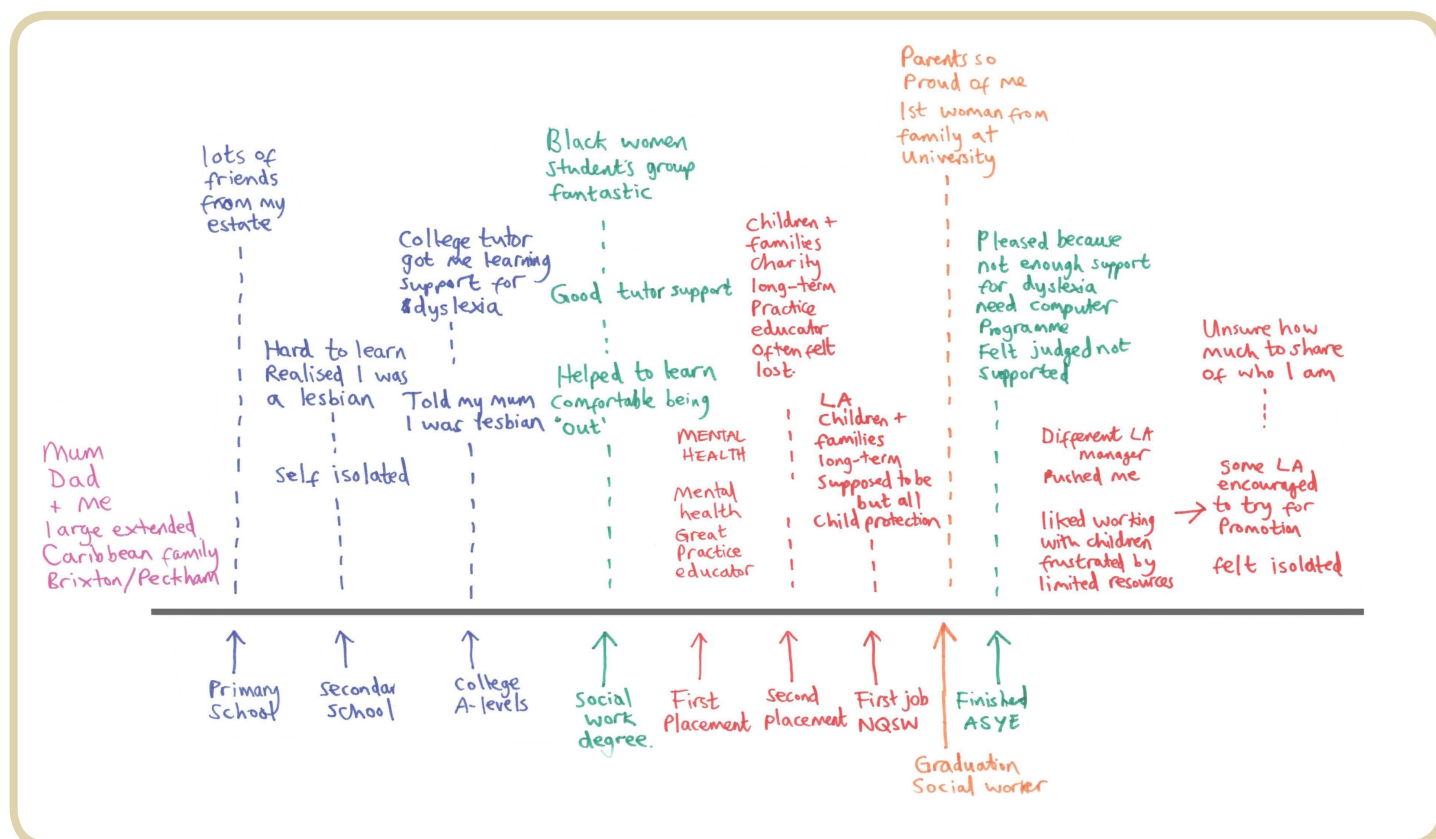 Mum
Dad
+ Me
large extended
Caribbean family
Brixton/Peckham
lots of
friends
from my
estate
Primary
School
Hard to learn
Realised I was
a lesbian
Self isolated
Secondar
School
College tutor
got me learning
support for
dyslexia
Told my mum
I was lesbian
College
A-levels
Black women
student's group
fantastic
Good tutor support
Helped to learn
comfortable being
"out"
Social
work
degree.
MENTAL
HEALTH
Mental
health
Great
Practice
educator
First
Placement
Children +
families
Charity
long-term
Practice
educator
Often felt
lost.
Second
placement
LA
Children +
families
long-term
Supposed to be
but all
Child protection
First job
NQSW
Parents so
Proud of me
1st woman from
family at
University
Graduation
Social worker
Pleased because
not enough support
for dyslexia
need computer
Programme
Felt judged not
supported
Finished
ASYE
Different LA
manager
Pushed me
liked working
with children
frustrated by
limited resources
Unsure how
much to share
of who I am
some LA
encouraged
to try for
Promotion
felt isolated